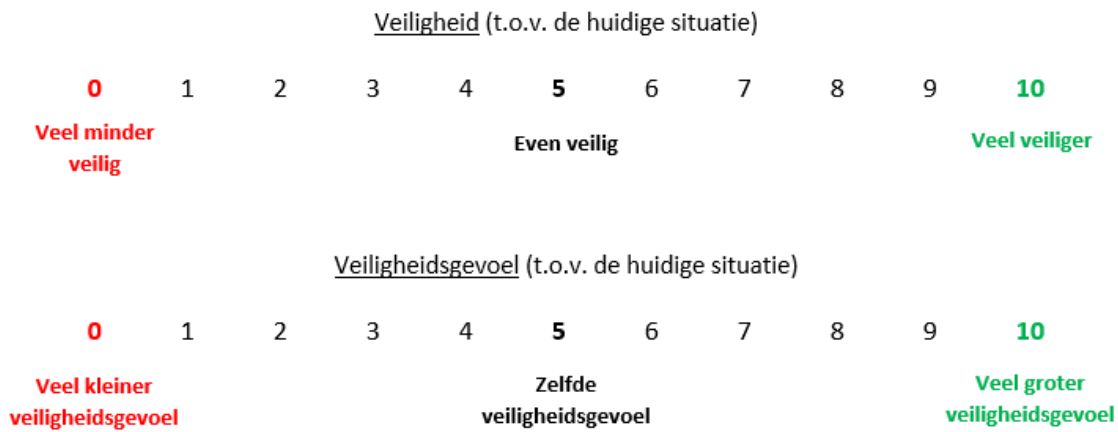 Veiligheid (t.o.v. de huidige situatie)
0 1 2 3 4 5 6 7 8 9 10
Veel minder veilig Even veilig Veel veiliger
Veiligheidsgevoel (t.o.v. de huidige situatie)
0 1 2 3 4 5 6 7 8 9 10
Veel kleiner Zelfde Veel groter
veiligheidsgevoel veiligheidsgevoel veiligheidsgevoel